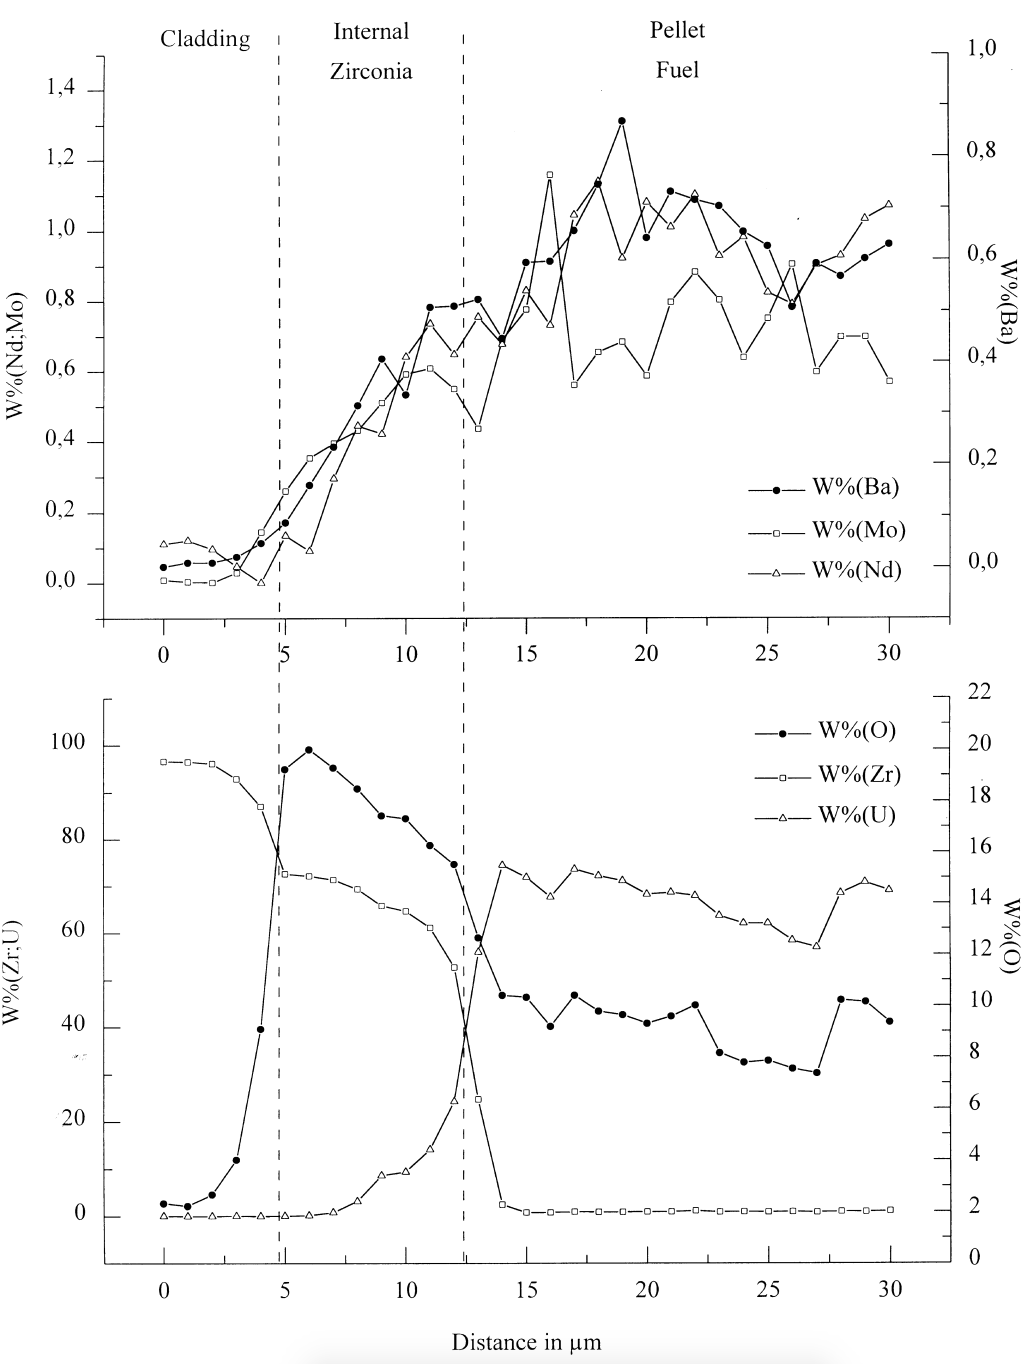 Cladding
Internal
Zirconia
Pellet
Fuel
1,4
1,2
1,0
0,8
0,6
0,4
0,2
0,0
W%(Nd;Mo)
1,0
0,8
0,6
0,4
0,2
0,0
W%(Ba)
W%(Ba)
W%(Mo)
W%(Nd)
0 5 10 15 20 25 30
100
80
60
40
20
0
W%(Zr;U)
22
20
18
16
14
12
10
8
6
4
2
0
W%(O)
W%(O)
W%(Zr)
W%(U)
0 5 10 15 20 25 30
Distance in µm